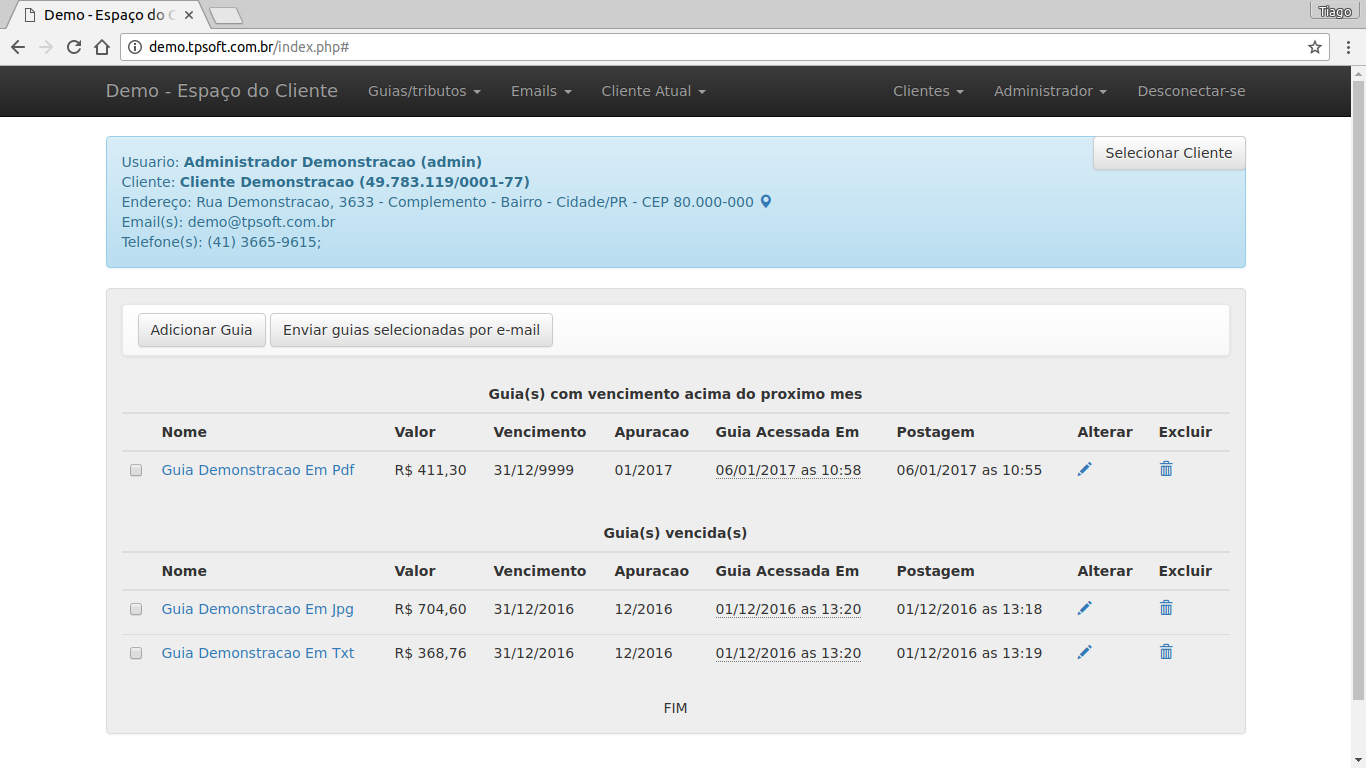 Demo - Espaço do C
Tiago
demo.tpsoft.com.br/index.php#
Demo - Espaço do Cliente Guias/tributos Emails Cliente Atual Clientes Administrador Desconectar-se
Selecionar Cliente
Usuario: Administrador Demonstracao (admin)
Cliente: Cliente Demonstracao (49.783.119/0001-77)
Endereço: Rua Demonstracao, 3633 - Complemento - Bairro - Cidade/PR - CEP 80.000-000
Email(s): demo@tpsoft.com.br
Telefone(s): (41) 3665-9615;
Adicionar Guia Enviar guias selecionadas por e-mail
Guia(s) com vencimento acima do proximo mes
Nome Valor Vencimento Apuracao Guia Acessada Em Postagem Alterar Excluir
Guia Demonstracao Em Pdf R$ 411,30 31/12/9999 01/2017 06/01/2017 as 10:58 06/01/2017 as 10:55
Guia(s) vencida(s)
Nome Valor Vencimento Apuracao Guia Acessada Em Postagem Alterar Excluir
Guia Demonstracao Em Jpg R$ 704,60 31/12/2016 12/2016 01/12/2016 as 13:20 01/12/2016 as 13:18
Guia Demonstracao Em Txt R$ 368,76 31/12/2016 12/2016 01/12/2016 as 13:20 01/12/2016 as 13:19
FIM